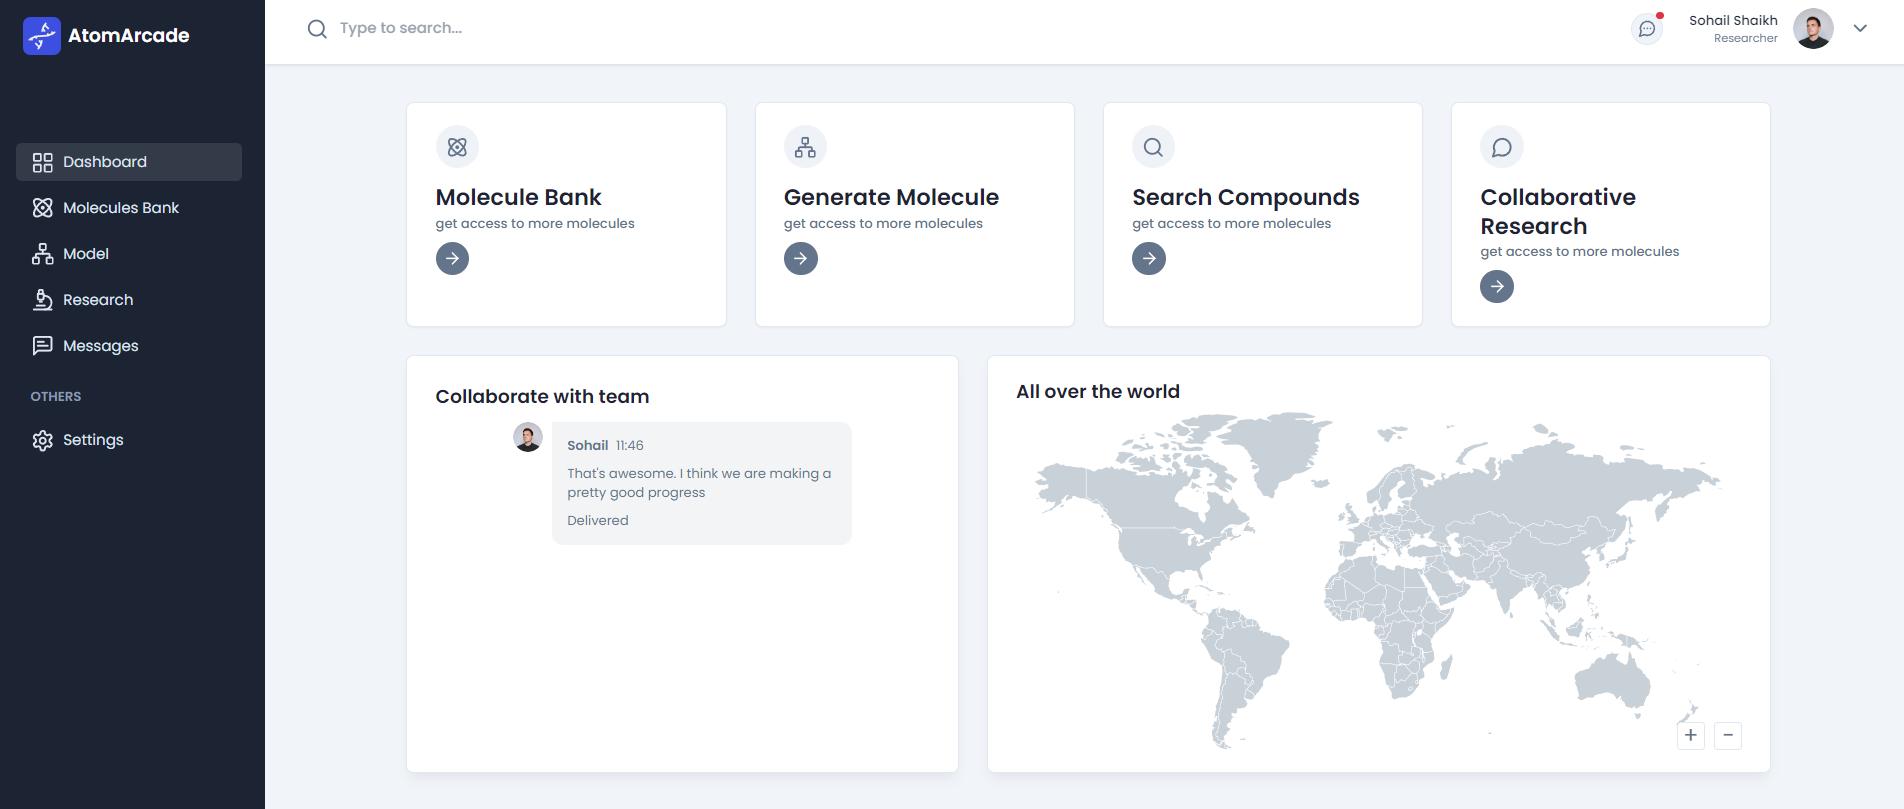 AtomArcade
Type to search...
Sohail Shaikh
Researcher
Dashboard
Molecules Bank
Model
Research
Messages
OTHERS
Settings
Molecule Bank
get access to more molecules
Generate Molecule
get access to more molecules
Search Compounds
get access to more molecules
Collaborative
Research
get access to more molecules
Collaborate with team
Sohail 11:46
That's awesome. I think we are making a
pretty good progress
Delivered
All over the world
+ −